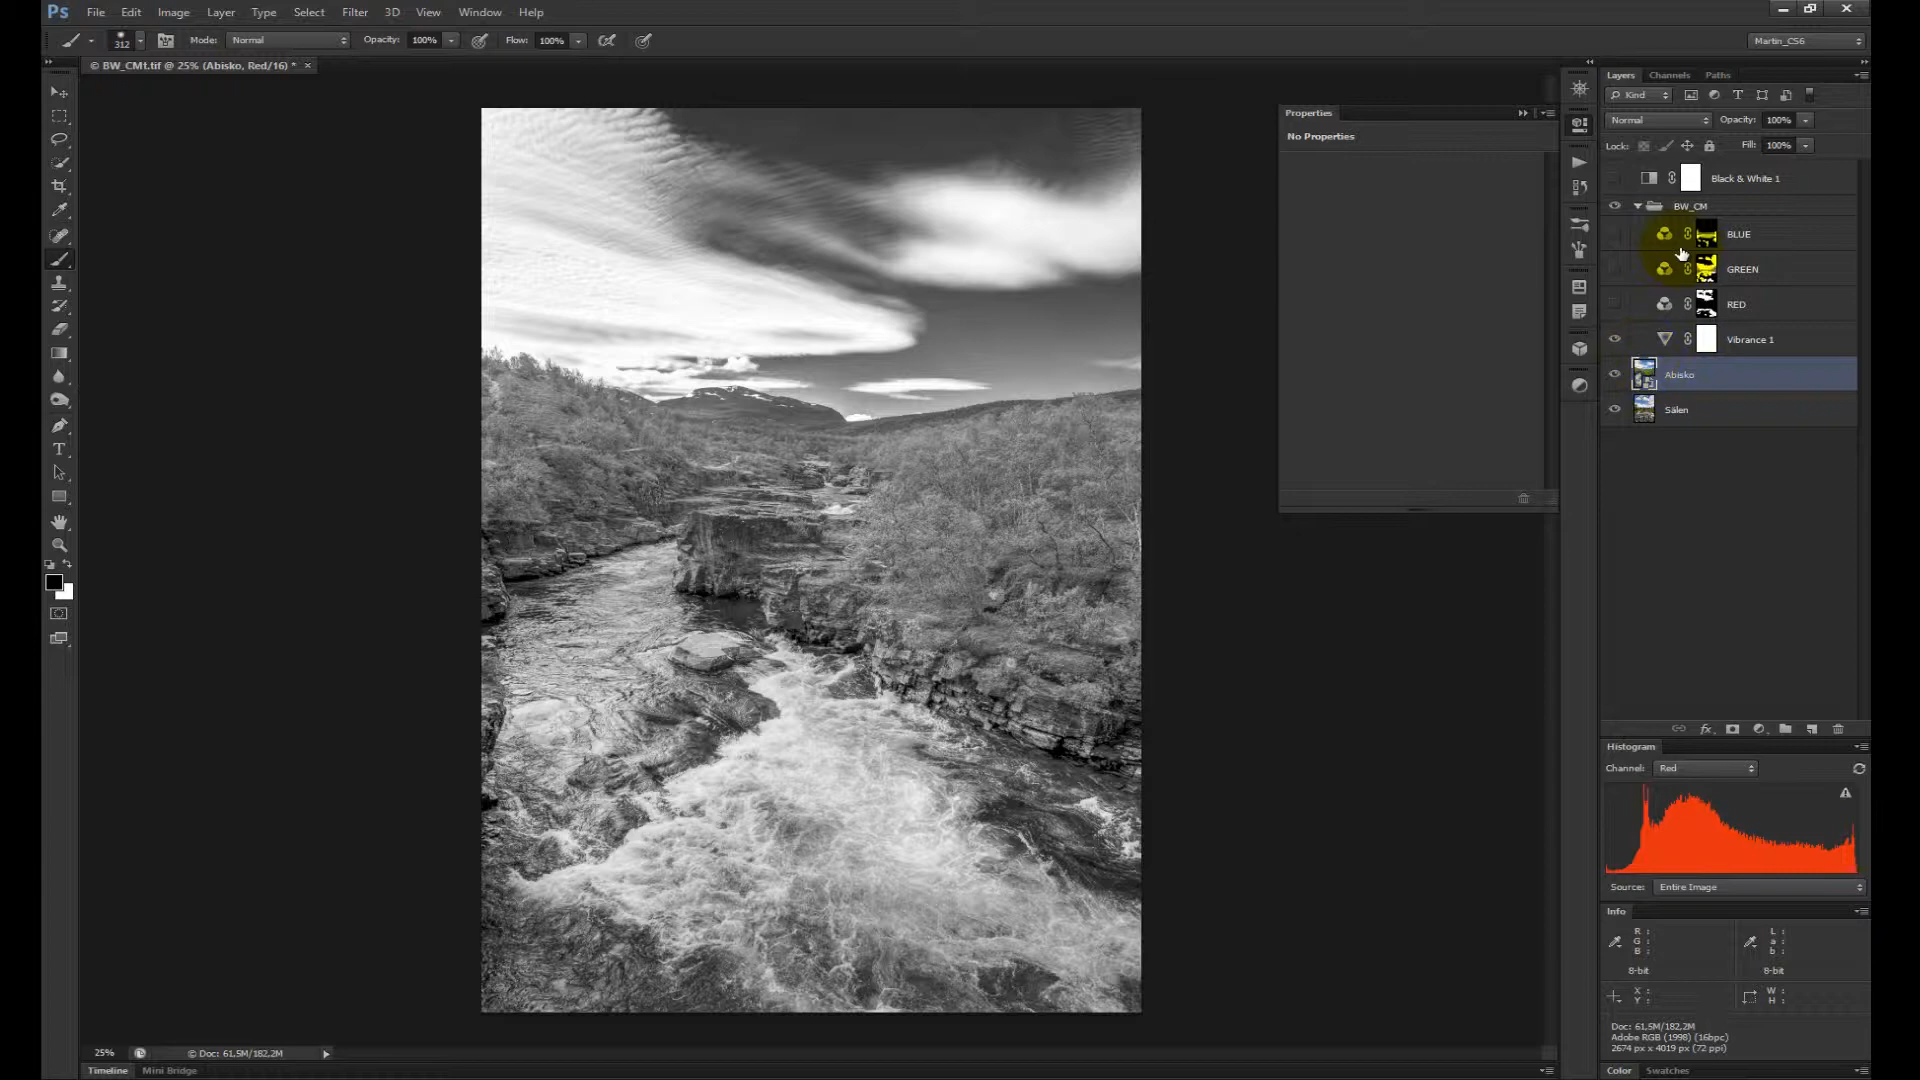 Ps File Edit Image Layer Type Select Filter 3D View Window Help
312 Mode: Normal Opacity: 100% Flow: 100% Martin_CS6
© BW_CMt.tif @ 25% (Abisko, Red/16) * ×
Layers Channels Paths
Kind
Normal Opacity: 100%
Lock: Fill: 100%
Properties
No Properties
Black & White 1
BW_CM
BLUE
GREEN
RED
Vibrance 1
Abisko
Sälen
fx
Histogram
Channel: Red
Source: Entire Image
Info
R :
G :
B :
L :
a :
b :
8-bit 8-bit
X :
Y :
W :
H :
Doc: 61,5M/182,2M
Adobe RGB (1998) (16bpc)
2674 px x 4019 px (72 ppi)
25% © Doc: 61,5M/182,2M
Timeline Mini Bridge
Color Swatches